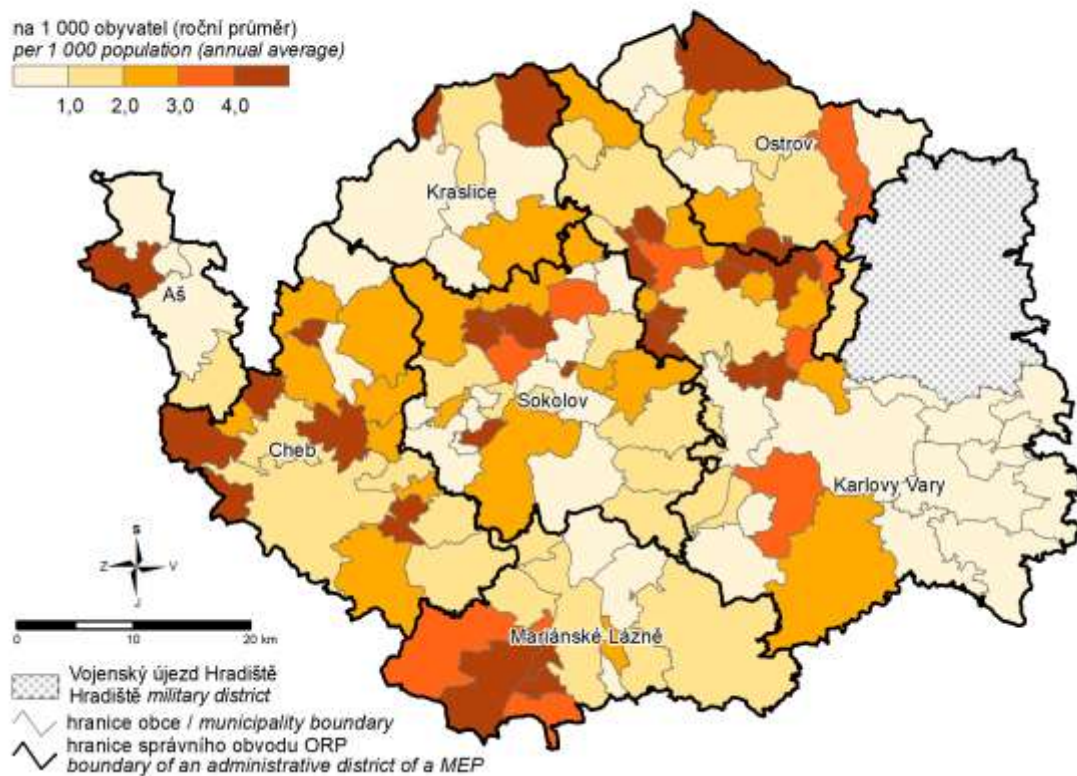 na 1 000 obyvatel (roční průměr)
per 1 000 population (annual average)
1,0 2,0 3,0 4,0
Ostrov
Kraslice
Aš
Sokolov
Cheb
Karlovy Vary
S
Z V
J
0 10 20 km
Mariánské Lázně
Vojenský újezd Hradiště
Hradiště military district
hranice obce / municipality boundary
hranice správního obvodu ORP
boundary of an administrative district of a MEP